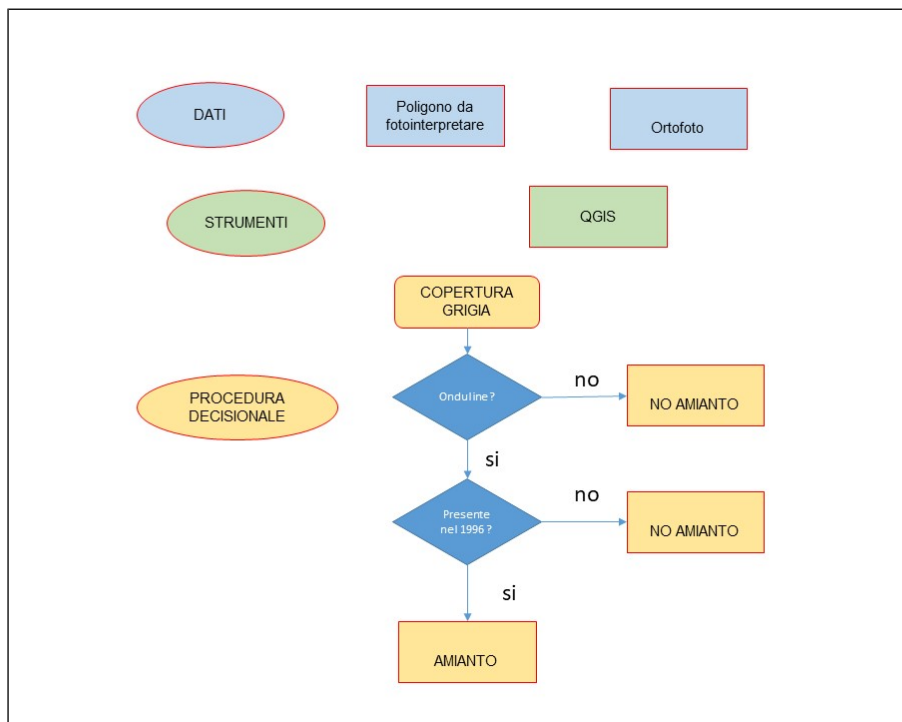 DATI
Poligono da
fotointerpretare
Ortofoto
STRUMENTI
QGIS
COPERTURA
GRIGIA
PROCEDURA
DECISIONALE
Onduline?
no
NO AMIANTO
si
Presente
nel 1996?
no
NO AMIANTO
si
AMIANTO